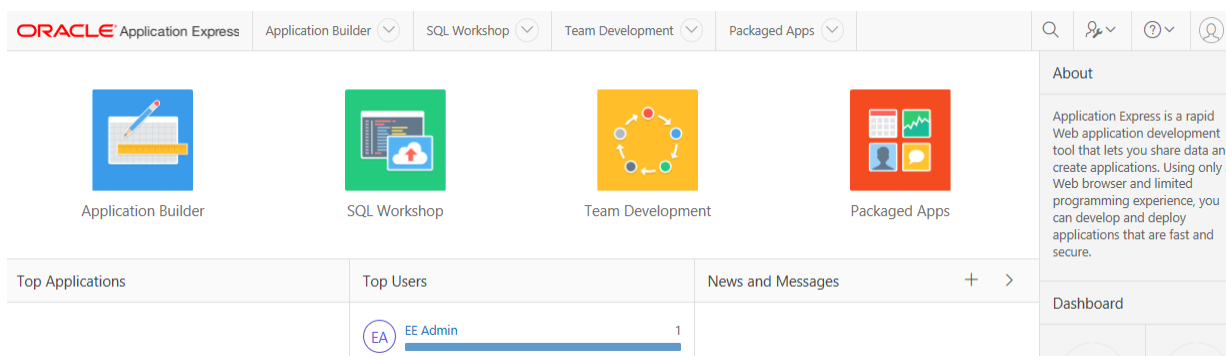 ORACLE Application Express Application Builder SQL Workshop Team Development Packaged Apps
Application Builder SQL Workshop Team Development Packaged Apps
About
Application Express is a rapid
Web application development
tool that lets you share data an
create applications. Using only
Web browser and limited
programming experience, you
can develop and deploy
applications that are fast and
secure.
Top Applications Top Users News and Messages
EA EE Admin 1
Dashboard